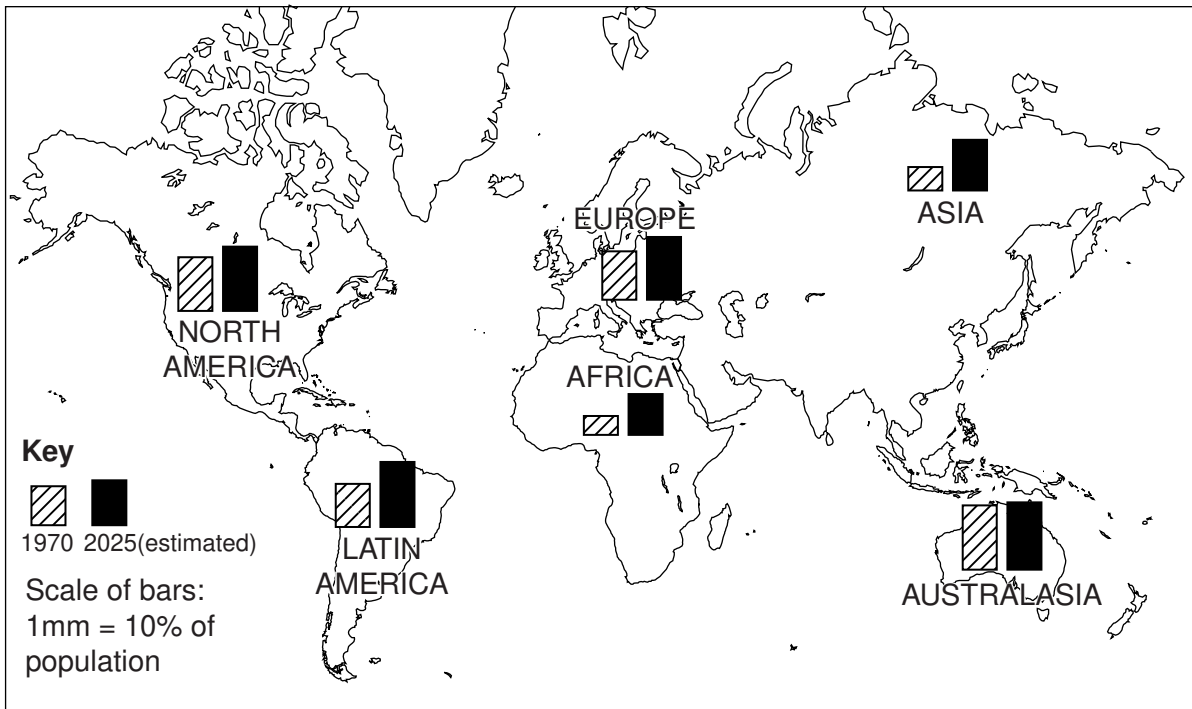 ASIA
EUROPE
NORTH
AMERICA
AFRICA
Key
1970 2025(estimated)
LATIN
AMERICA
Scale of bars:
1mm = 10% of
population
AUSTRALASIA